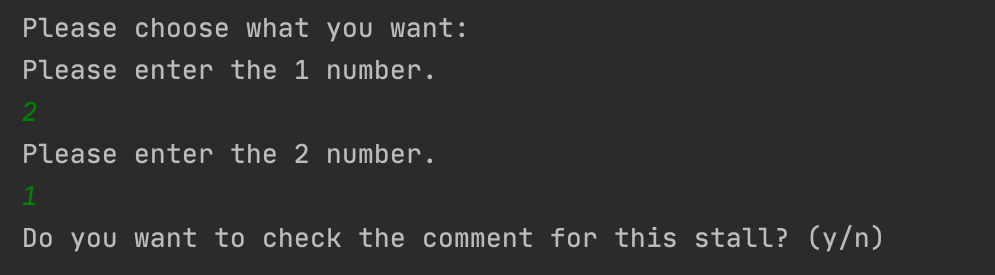 Please choose what you want:
Please enter the 1 number.
2
Please enter the 2 number.
1
Do you want to check the comment for this stall? (y/n)